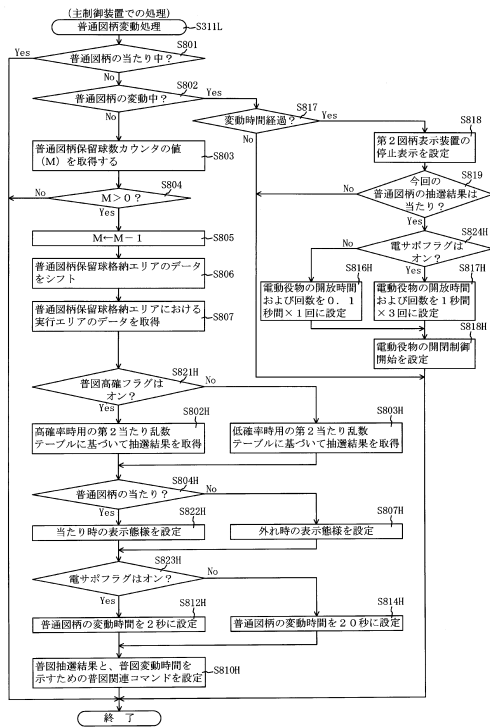 (主制御装置での処理)
普通図柄変動処理
S311L
S801
普通図柄の当たり中?
Yes
No
S802
普通図柄の変動中?
Yes
No
S817
変動時間経過?
Yes
No
S818
第2図柄表示装置の
停止表示を設定
S819
今回の
普通図柄の抽選結果は
当たり?
No
Yes
S824H
電サポフラグは
オン?
No
Yes
S816H
電動役物の開放時間
および回数を0.1
秒間×1回に設定
S817H
電動役物の開放時間
および回数を1秒間
×3回に設定
S818H
電動役物の開閉制御
開始を設定
普通図柄保留球数カウンタの値
(M)を取得する
S803
S804
M>0?
No
Yes
M←M−1
S805
普通図柄保留球格納エリアのデータ
をシフト
S806
普通図柄保留球格納エリアにおける
実行エリアのデータを取得
S807
S821H
普図高確フラグは
オン?
No
Yes
S802H
高確率時用の第2当たり乱数
テーブルに基づいて抽選結果を取得
S803H
低確率時用の第2当たり乱数
テーブルに基づいて抽選結果を取得
S804H
普通図柄の当たり?
No
Yes
S822H
当たり時の表示態様を設定
S807H
外れ時の表示態様を設定
S823H
電サポフラグはオン?
No
Yes
S812H
普通図柄の変動時間を2秒に設定
S814H
普通図柄の変動時間を20秒に設定
普図抽選結果と、普図変動時間を
示すための普図関連コマンドを設定
S810H
終了